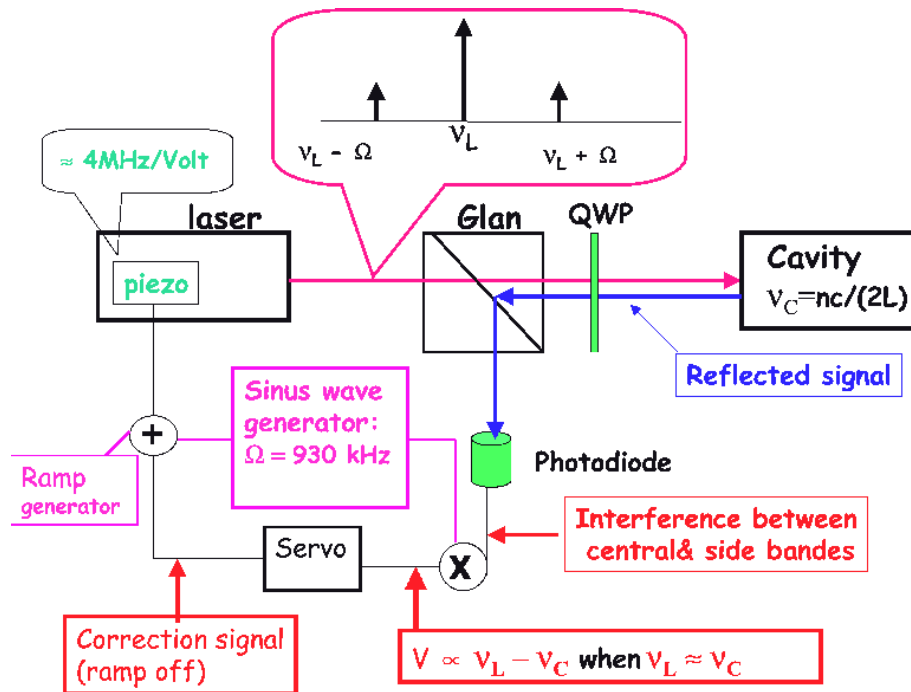 ν_L
ν_L - Ω
ν_L + Ω
≈ 4MHz/Volt
laser
Glan
QWP
piezo
Cavity
ν_C=nc/(2L)
Reflected signal
Sinus wave
generator:
Ω = 930 kHz
+
Ramp
generator
Photodiode
Interference between
central& side bandes
Servo
X
Correction signal
(ramp off)
V ∝ ν_L – ν_C when ν_L ≈ ν_C